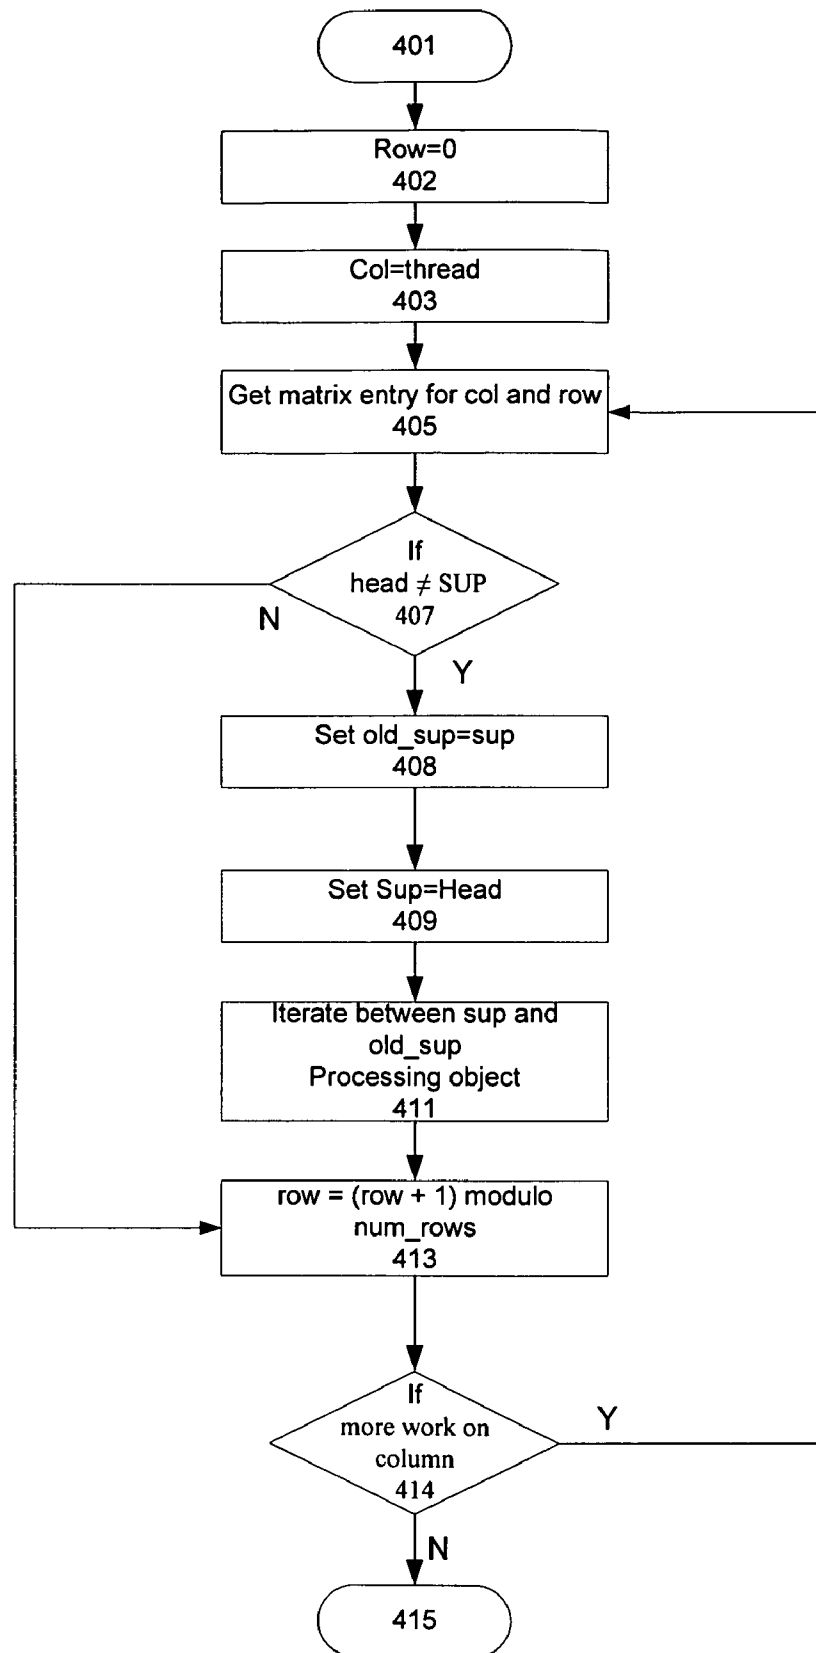 401
Row=0
402
Col=thread
403
Get matrix entry for col and row
405
If
head ≠ SUP
407
N
Y
Set old_sup=sup
408
Set Sup=Head
409
Iterate between sup and
old_sup
Processing object
411
row = (row + 1) modulo
num_rows
413
If
more work on
column
414
Y
N
415